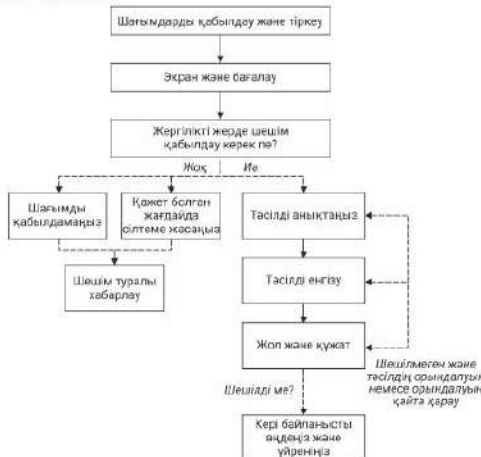 Шағымдарды қабылдау және тіркеу
Экран және бағалау
Жергілікті жерде шешім
қабылдау керек пе?
Жоқ
Ие
Шағымды
қабылдамаңыз
Қажет болған
жағдайда
сілтеме жасаңыз
Тәсілді анықтаңыз
Шешім туралы
хабарлау
Тәсілді енгізу
Жол және құжат
Шешілмеген және
тәсілдің орындалуын
немесе орындалуын
қайта қарау
Шешілді ме?
Кері байланысты
өңдеңіз және
үйреніңіз